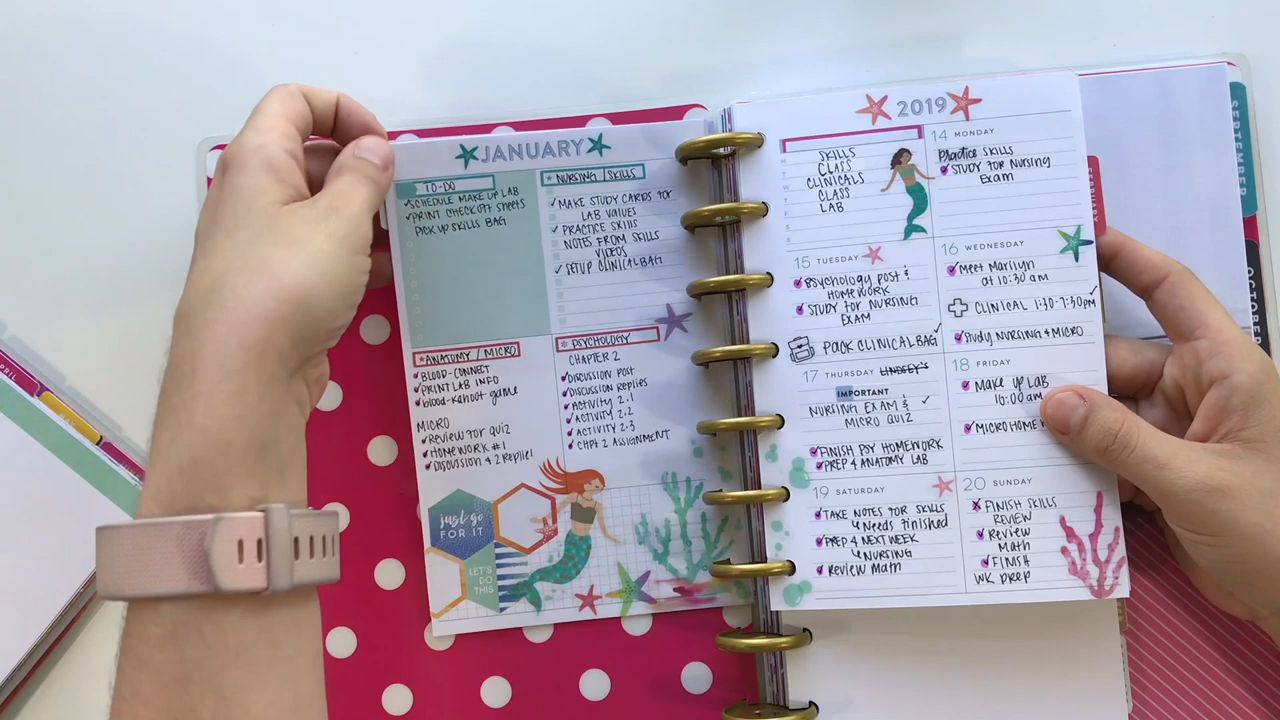 JANUARY
TO-DO
SCHEDULE MAKE UP LAB
PRINT CHECK OFF Sheets
PICK UP SKILLS BAG
NURSING / SKILLS
MAKE STUDY CARDS FOR
LAB VALUES
PRACTICE SKILLS
NOTES FROM SKILLS
VIDEOS
SETUP CLINICAL BAG
ANATOMY / MICRO
BLOOD-CONNECT
PRINT LAB INFO
blood-kahoot game
MICRO
Review for quiz
HOMEWORK #1
Discussion & 2 Replies
PSYCHOLOGY
CHAPTER 2
DISCUSSION POST
Discussion Replies
ACTIVITY 2.1
ACTIVITY 2.2
ACTIVITY 2.3
CHPT 2 ASSIGNMENT
just go
FOR IT
LET'S
DO
THIS
2019
M
T
W
T
F
S
S
SKILLS
CLASS
CLINICALS
CLASS
LAB
14 MONDAY
Practice SKILLS
STUDY FOR NURSING
Exam
15 TUESDAY
PSYCHOLOGY POST &
HOMEWORK
STUDY FOR NURSING
EXAM
PACK CLINICAL BAG
16 WEDNESDAY
Meet Marilyn
at 10:30 am
CLINICAL 1:30-7:30PM
Study NURSING & MICRO
17 THURSDAY LINDSEY'S
IMPORTANT
NURSING EXAM &
MICRO QUIZ
FINISH PSY HOMEWORK
PREP 4 ANATOMY LAB
18 FRIDAY
Make up LAB
10:00 am
MICRO HOME
19 SATURDAY
TAKE NOTES FOR SKILLS
Needs Finished
PREP 4 NEXT WEEK
NURSING
Review Math
20 SUNDAY
FINISH SKILLS
REVIEW
Review
Math
FINISH
WK PREP
SEPTEMBER
OCTOBER
FEBRUARY
APRIL